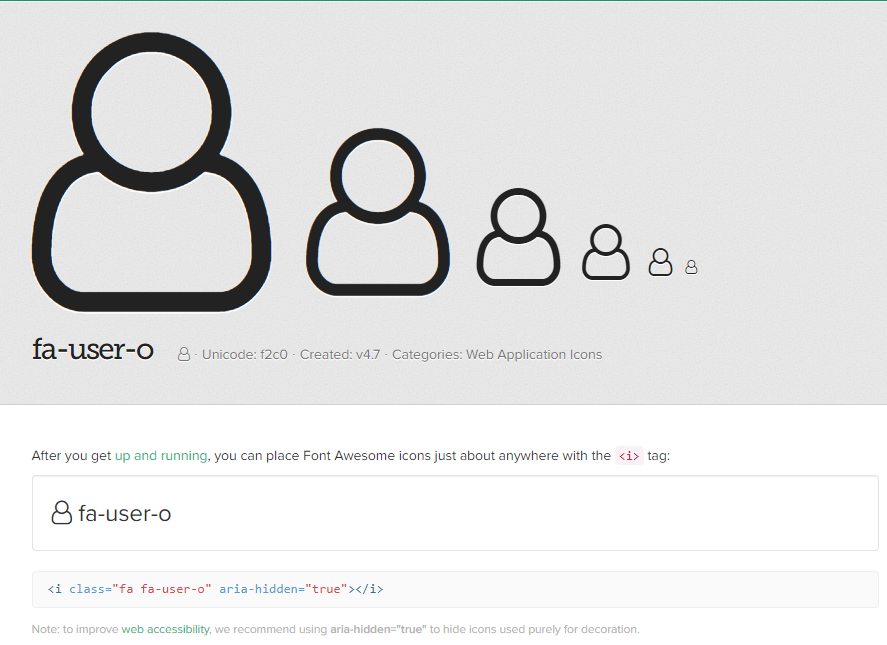 fa-user-o · Unicode: f2c0 · Created: v4.7 · Categories: Web Application Icons
After you get up and running, you can place Font Awesome icons just about anywhere with the <i> tag:
fa-user-o
<i class="fa fa-user-o" aria-hidden="true"></i>
Note: to improve web accessibility, we recommend using aria-hidden="true" to hide icons used purely for decoration.